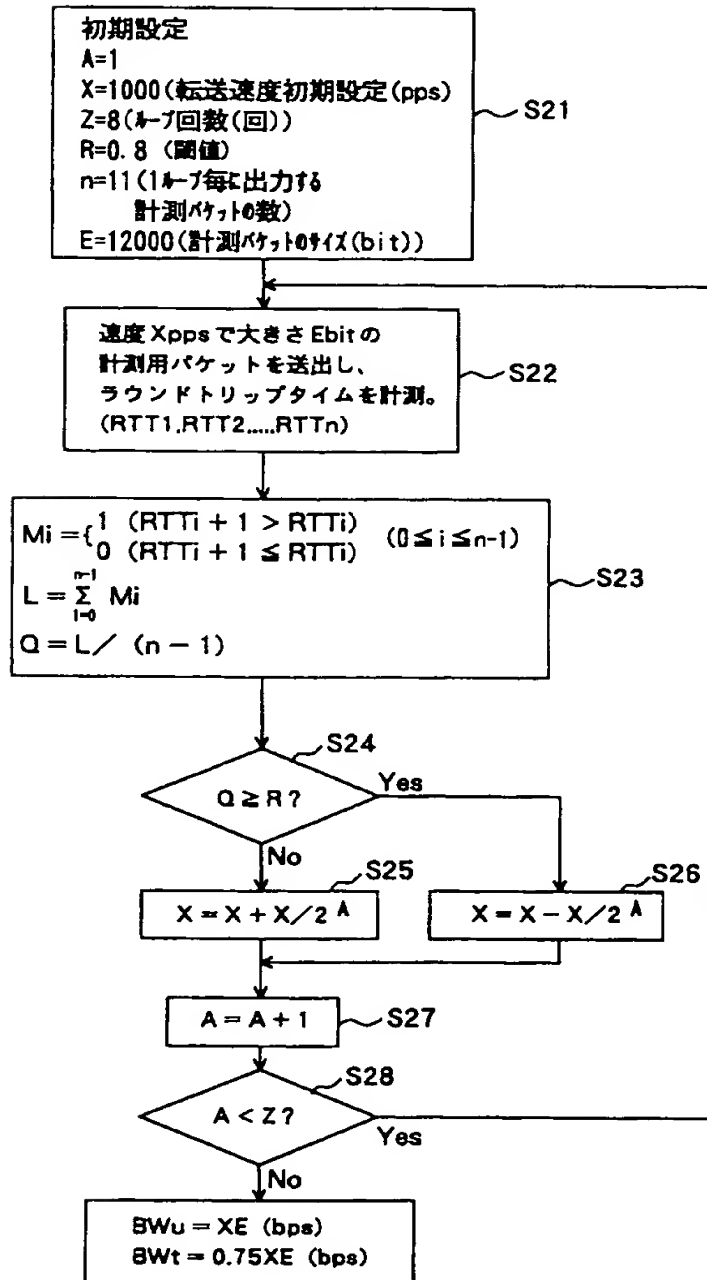 初期設定
A=1
X=1000(転送速度初期設定(pps)
Z=8(ループ回数(回))
R=0.8 (閾値)
n=11(1ループ毎に出力する
計測パケットの数)
E=12000(計測パケットのサイズ(bit))
S21
速度Xppsで大きさEbitの
計測用パケットを送出し、
ラウンドトリップタイムを計測。
(RTT1,RTT2.....RTTn)
S22
Mi={1 (RTTi+1>RTTi)
0 (RTTi+1≤RTTi) (0≤i≤n-1)
L=Σ Mi
n-1
i=0
Q=L/(n-1)
S23
S24
Q≥R?
Yes
No
S25
X=X+X/2^A
S26
X=X-X/2^A
A=A+1
S27
S28
A<Z?
Yes
No
BWu=XE (bps)
BWt=0.75XE (bps)